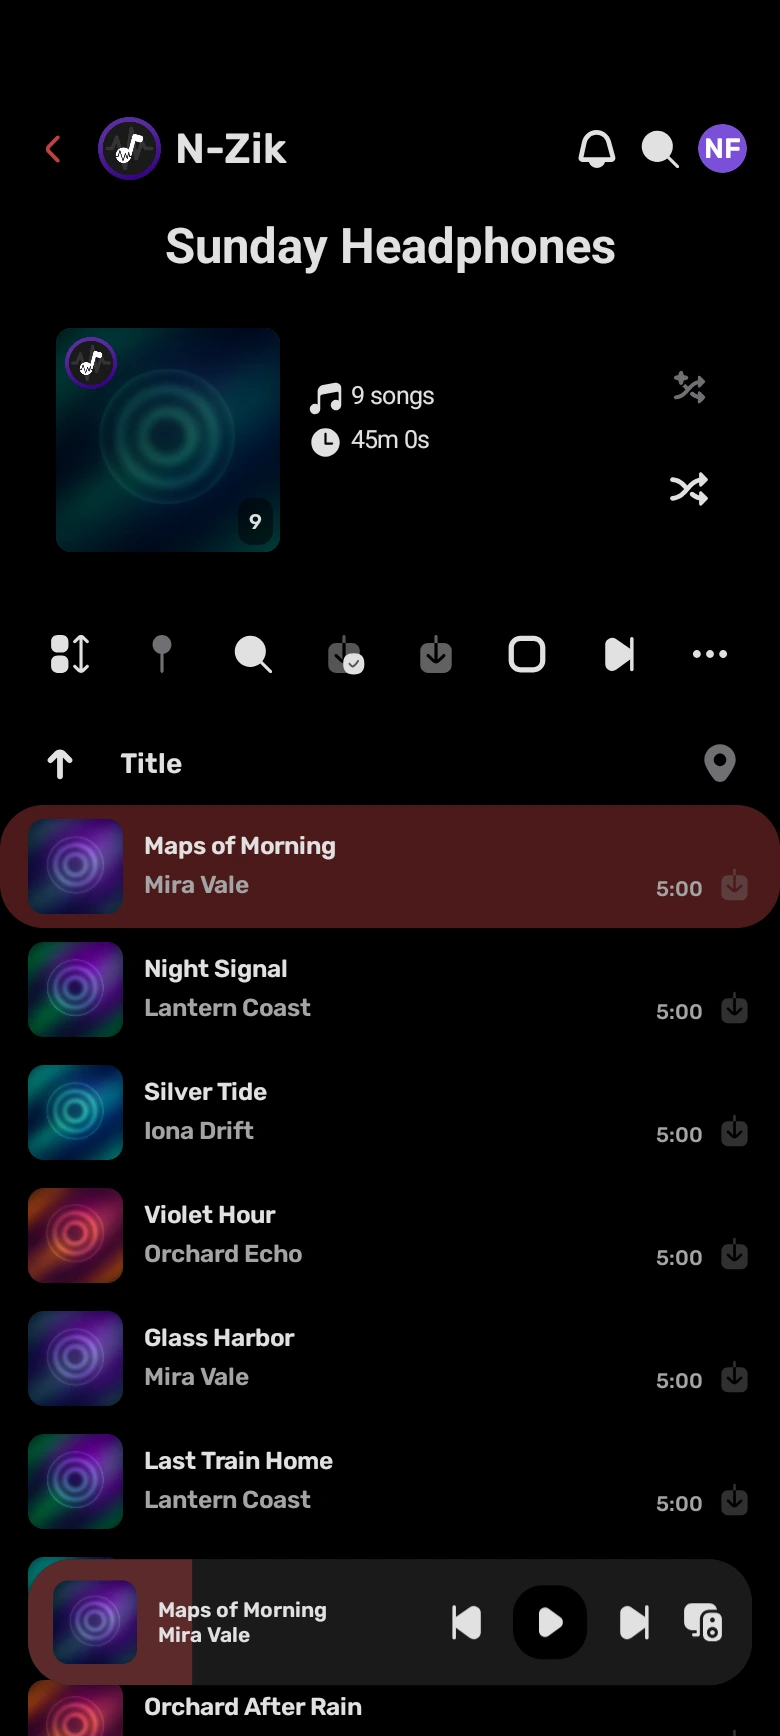 N-Zik
NF
Sunday Headphones
9 songs
45m 0s
9
Title
Maps of Morning
Mira Vale
5:00
Night Signal
Lantern Coast
5:00
Silver Tide
Iona Drift
5:00
Violet Hour
Orchard Echo
5:00
Glass Harbor
Mira Vale
5:00
Last Train Home
Lantern Coast
5:00
Maps of Morning
Mira Vale
Orchard After Rain